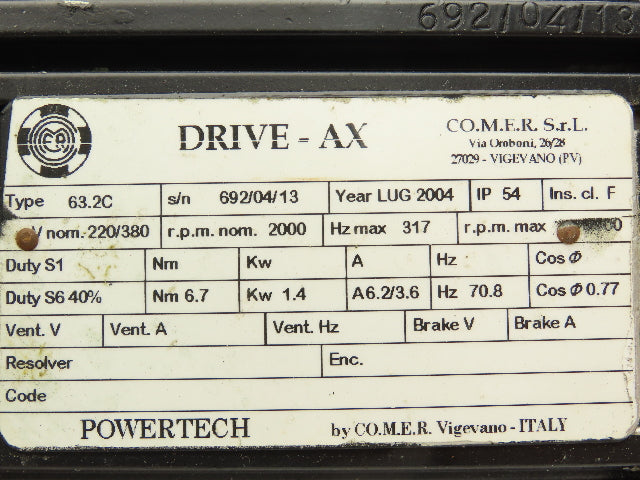 692/04/13
DRIVE - AX
CO.M.E.R. S.r.L.
Via Omboni, 26/28
27029 - VIGEVANO (PV)
Type 63.2C s/n 692/04/13 Year LUG 2004 IP 54 Ins. cl. F
V nom. 220/380 r.p.m. nom. 2000 Hz max 317 r.p.m. max
Duty S1 Nm Kw A Hz Cos Φ
Duty S6 40% Nm 6.7 Kw 1.4 A 6.2/3.6 Hz 70.8 Cos Φ 0.77
Vent. V Vent. A Vent. Hz Brake V Brake A
Resolver Enc.
Code
POWERTECH by CO.M.E.R. Vigevano - ITALY